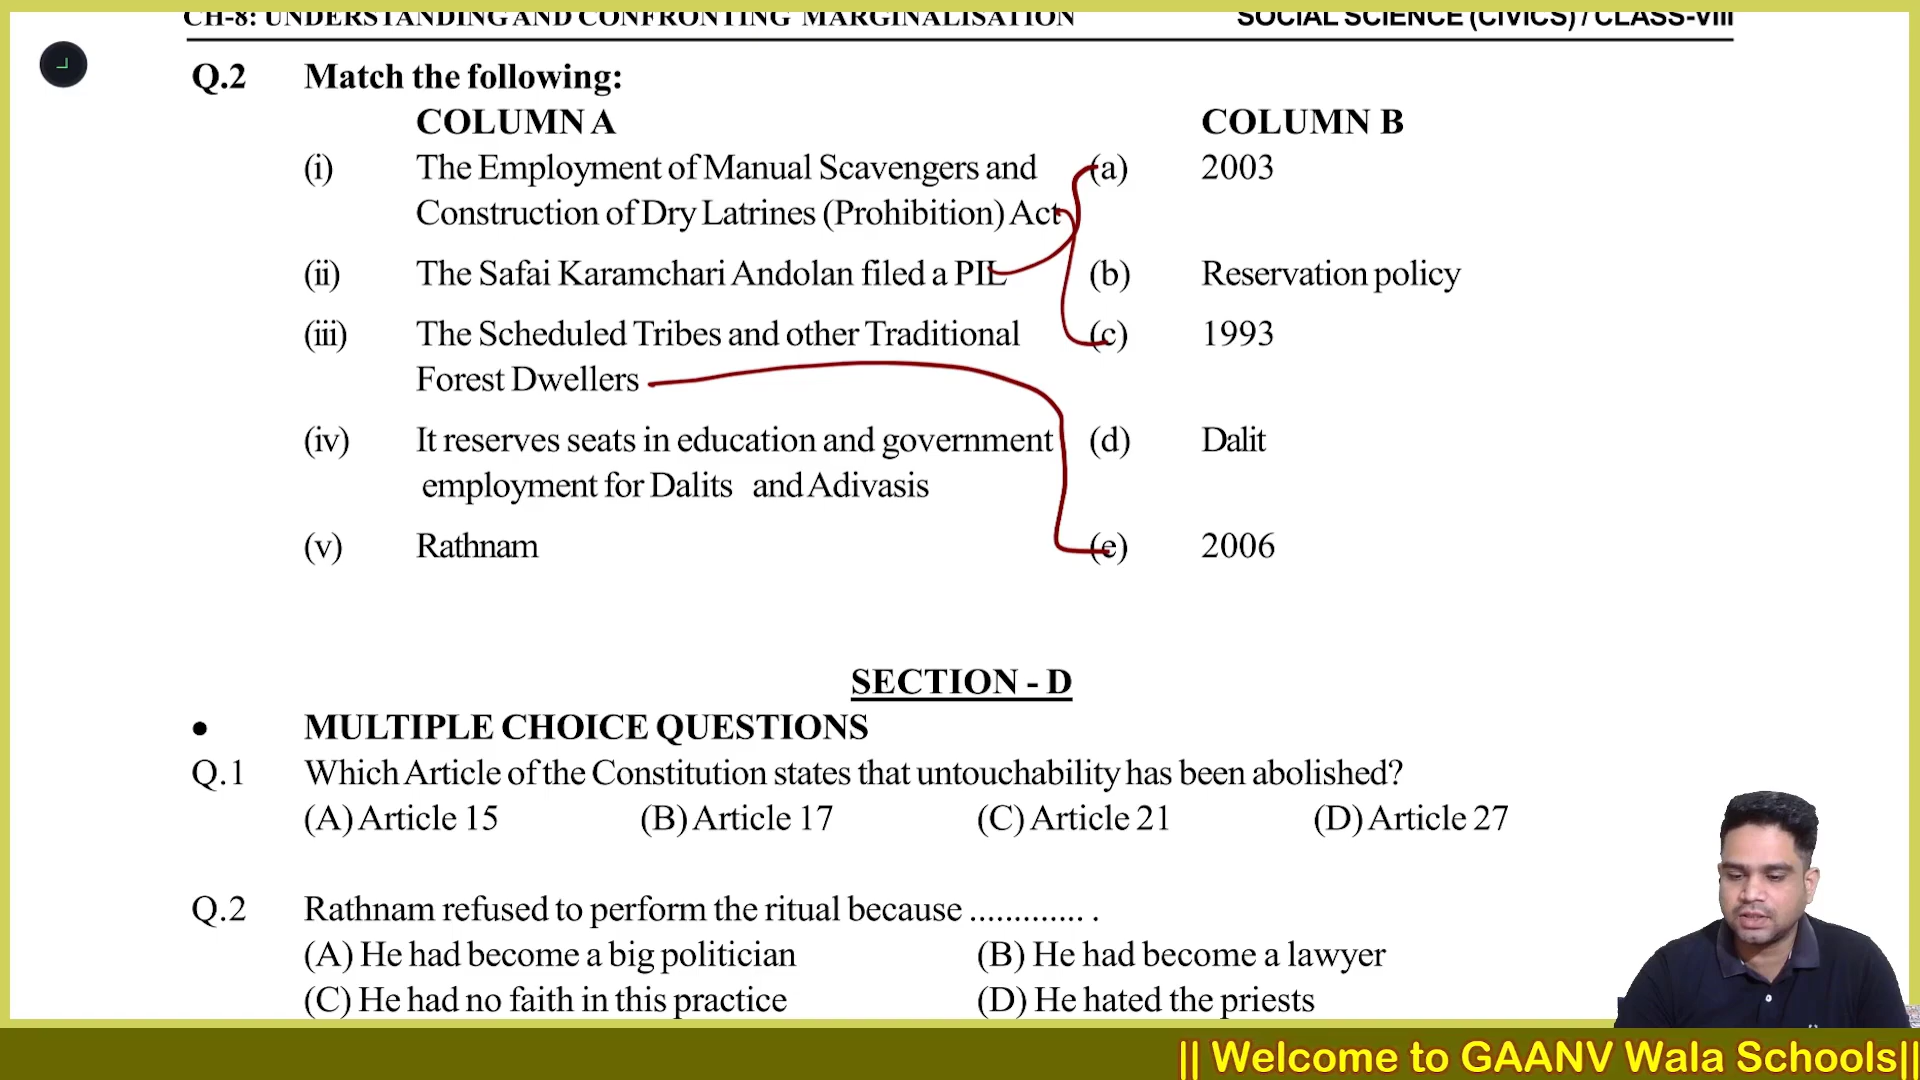 CH-8: UNDERSTANDING AND CONFRONTING MARGINALISATION SOCIAL SCIENCE (CIVICS) / CLASS-VIII
Q.2 Match the following:
COLUMN A COLUMN B
(i) The Employment of Manual Scavengers and (a) 2003
Construction of Dry Latrines (Prohibition) Act
(ii) The Safai Karamchari Andolan filed a PIL (b) Reservation policy
(iii) The Scheduled Tribes and other Traditional (c) 1993
Forest Dwellers
(iv) It reserves seats in education and government (d) Dalit
employment for Dalits and Adivasis
(v) Rathnam (e) 2006
SECTION - D
• MULTIPLE CHOICE QUESTIONS
Q.1 Which Article of the Constitution states that untouchability has been abolished?
(A) Article 15 (B) Article 17 (C) Article 21 (D) Article 27
Q.2 Rathnam refused to perform the ritual because ............. .
(A) He had become a big politician (B) He had become a lawyer
(C) He had no faith in this practice (D) He hated the priests
|| Welcome to GAANV Wala Schools||